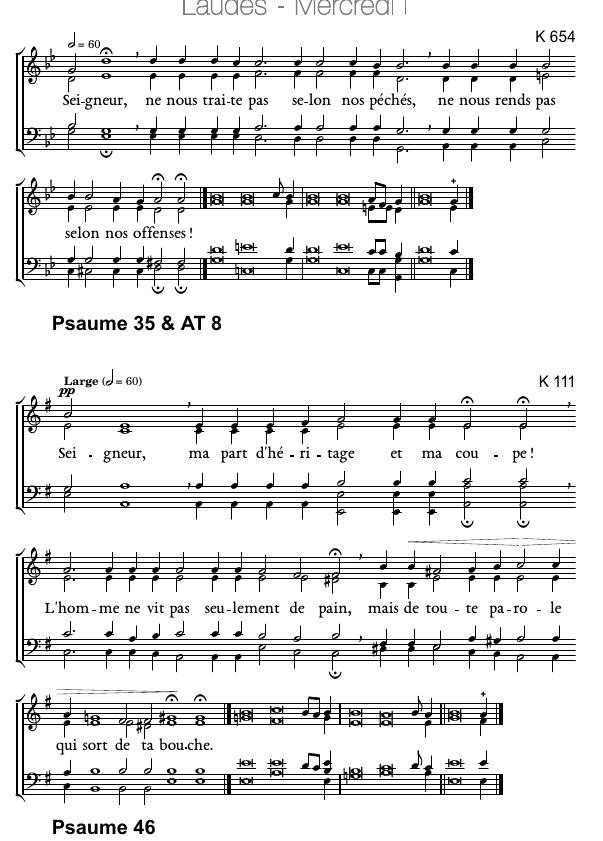 Laudes - Mercredi I
K 654
= 60
Sei-gneur, ne nous trai-te pas se-lon nos péchés, ne nous rends pas
selon nos offenses !
Psaume 35 & AT 8
Large ( = 60)
K 111
pp
Sei - gneur, ma part d'hé - ri - tage et ma cou - pe !
L'hom-me ne vit pas seu-lement de pain, mais de tou - te pa-ro - le
qui sort de ta bou-che.
Psaume 46